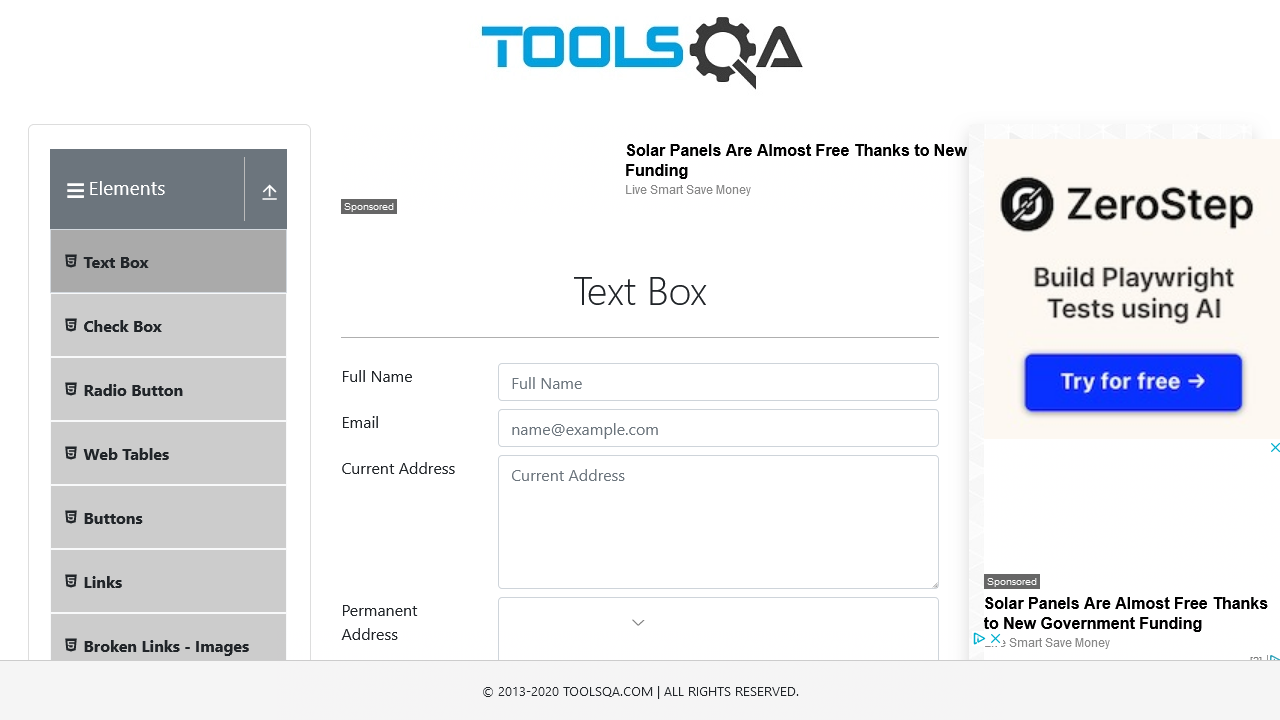 TOOLSQA
Elements
Text Box
Check Box
Radio Button
Web Tables
Buttons
Links
Broken Links - Images
Solar Panels Are Almost Free Thanks to New
Funding
Live Smart Save Money
Sponsored
Text Box
Full Name
Full Name
Email
name@example.com
Current Address
Current Address
Permanent
Address
ZeroStep
Build Playwright
Tests using AI
Try for free →
Sponsored
Solar Panels Are Almost Free Thanks
to New Government Funding
Smart Save Money
© 2013-2020 TOOLSQA.COM | ALL RIGHTS RESERVED.